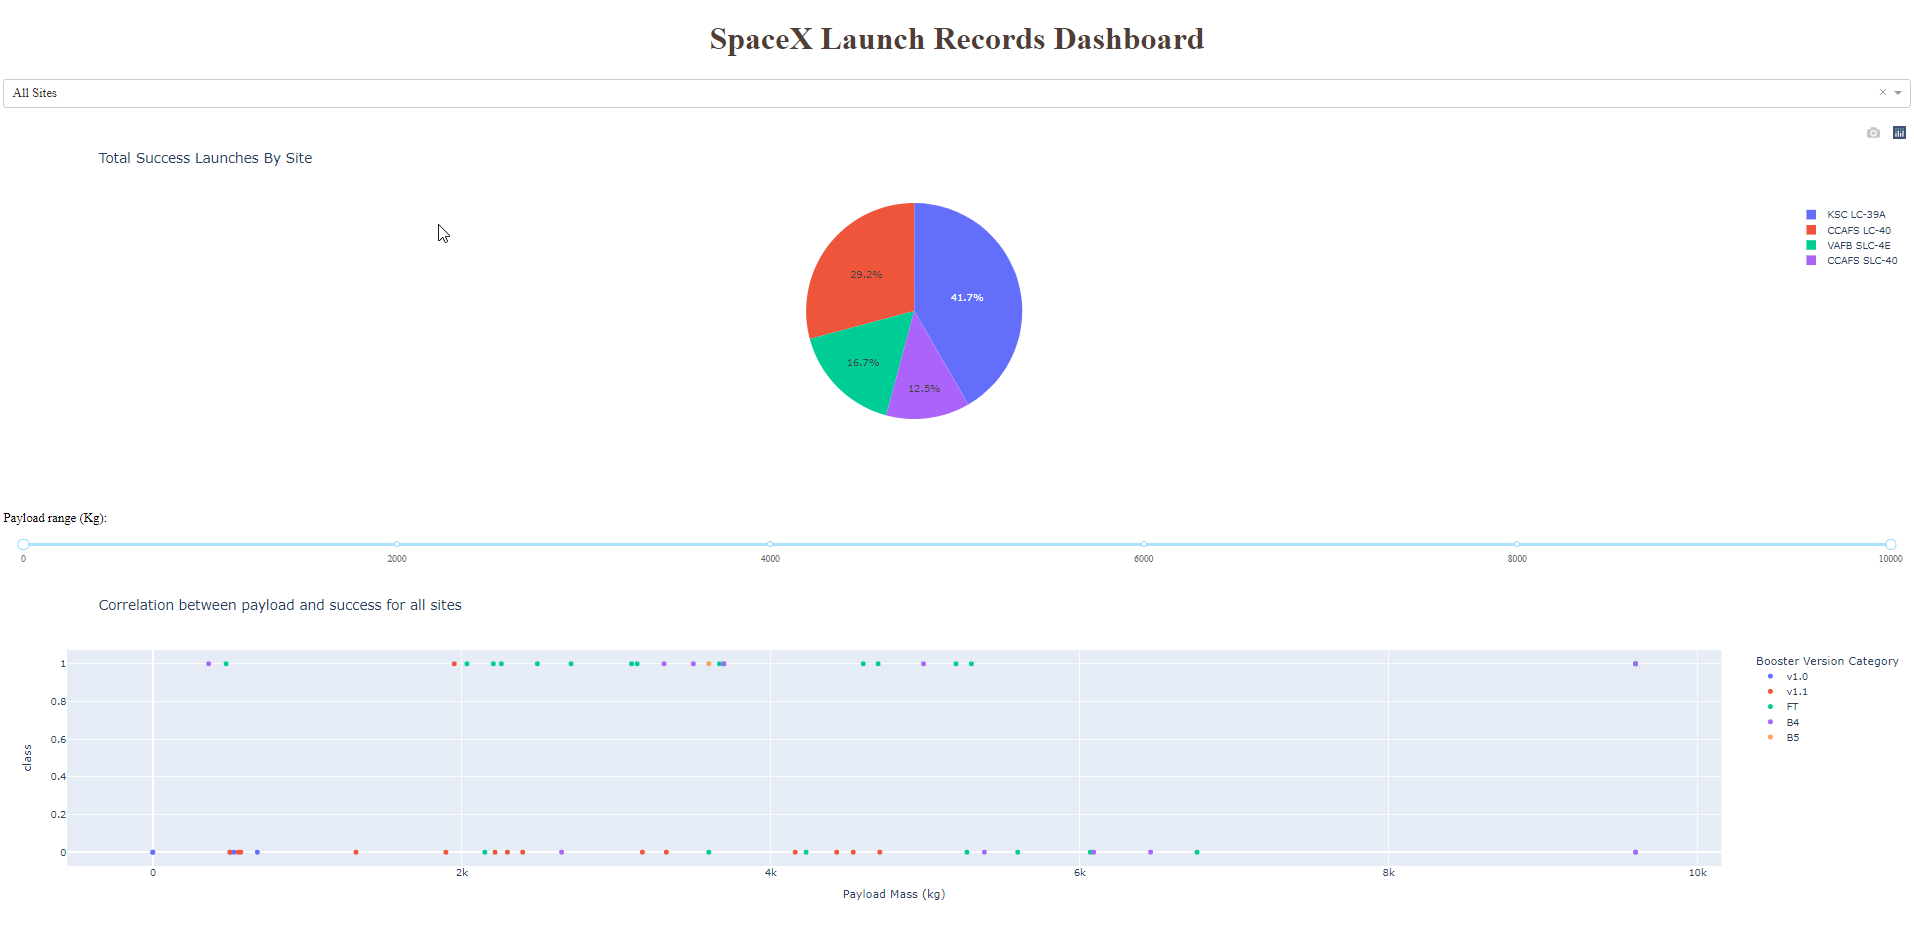 SpaceX Launch Records Dashboard
All Sites
×
Total Success Launches By Site
KSC LC-39A
CCAFS LC-40
VAFB SLC-4E
CCAFS SLC-40
29.2%
41.7%
16.7%
12.5%
Payload range (Kg):
0 2000 4000 6000 8000 10000
Correlation between payload and success for all sites
Booster Version Category
v1.0
v1.1
FT
B4
B5
class
1
0.8
0.6
0.4
0.2
0
0 2k 4k 6k 8k 10k
Payload Mass (kg)